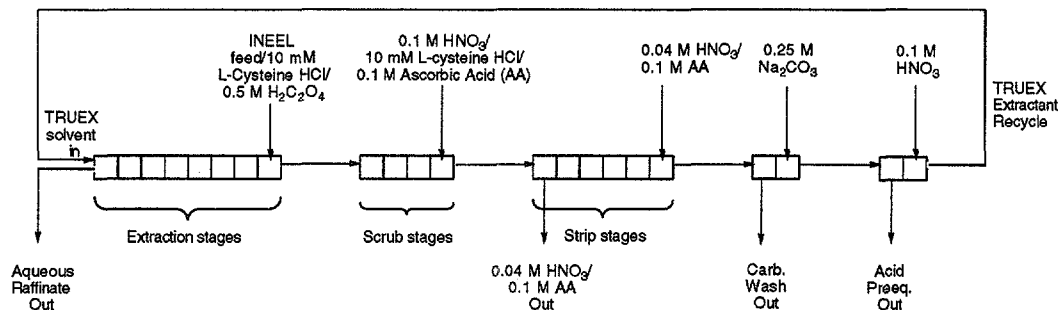 INEEL
feed/10 mM
L-Cysteine HCl/
0.5 M H₂C₂O₄
0.1 M HNO₃/
10 mM L-cysteine HCl/
0.1 M Ascorbic Acid (AA)
0.04 M HNO₃/
0.1 M AA
0.25 M
Na₂CO₃
0.1 M
HNO₃
TRUEX
Extractant
Recycle
TRUEX
solvent
in
Extraction stages
Scrub stages
Strip stages
Aqueous
Raffinate
Out
0.04 M HNO₃/
0.1 M AA
Out
Carb.
Wash
Out
Acid
Preeq.
Out